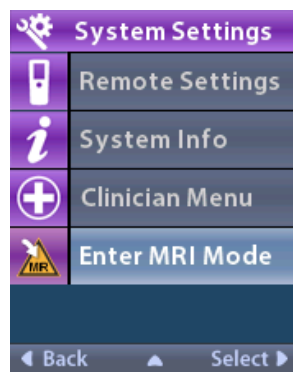 System Settings
Remote Settings
i System Info
Clinician Menu
MR Enter MRI Mode
Back Select